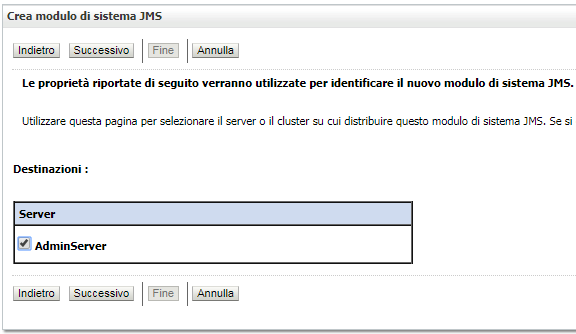 Crea modulo di sistema JMS
Indietro Successivo Fine Annulla
Le proprietà riportate di seguito verranno utilizzate per identificare il nuovo modulo di sistema JMS.
Utilizzare questa pagina per selezionare il server o il cluster su cui distribuire questo modulo di sistema JMS. Se si
Destinazioni :
Server
AdminServer
Indietro Successivo Fine Annulla